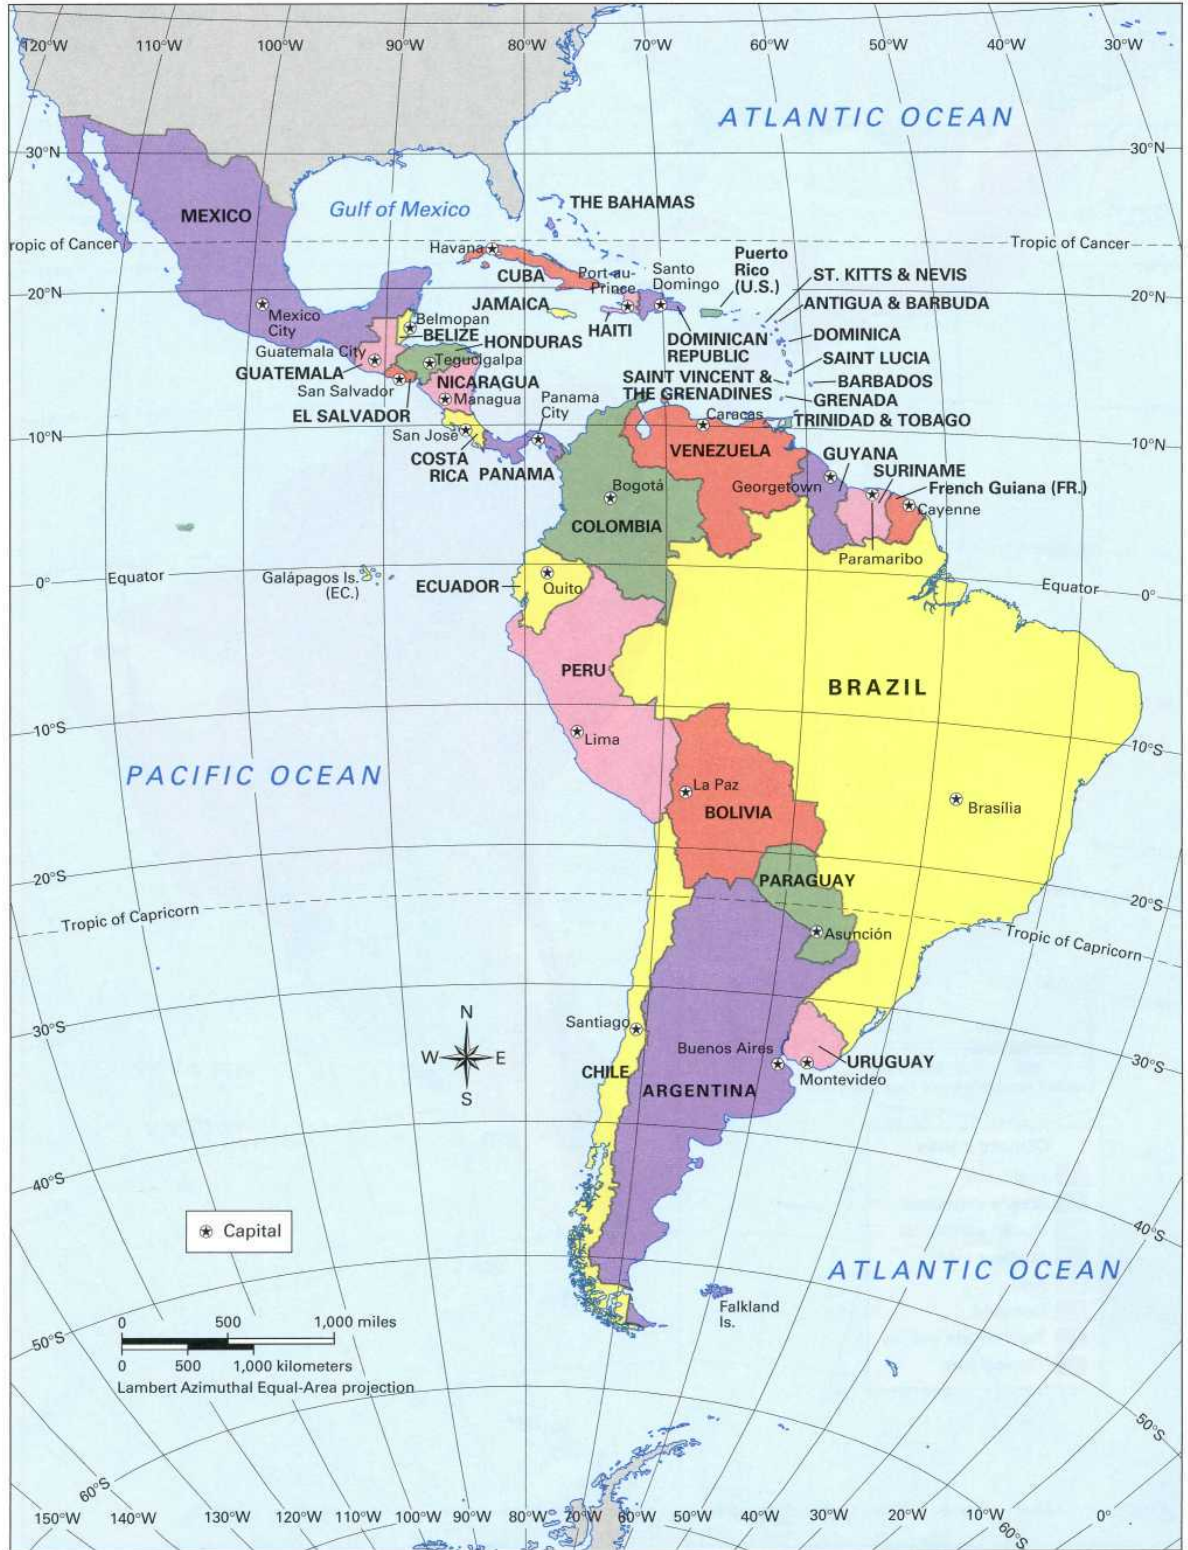 120°W 110°W 100°W 90°W 80°W 70°W 60°W 50°W 40°W 30°W
ATLANTIC OCEAN
30°N
30°N
MEXICO
Gulf of Mexico
THE BAHAMAS
ropic of Cancer
Tropic of Cancer
Havana
CUBA
Port-au-
Prince
Santo
Domingo
Puerto
Rico
(U.S.)
ST. KITTS & NEVIS
20°N
20°N
ANTIGUA & BARBUDA
Mexico
City
JAMAICA
HAITI
DOMINICAN
REPUBLIC
DOMINICA
Belmopan
BELIZE
HONDURAS
Guatemala City
Tegucigalpa
SAINT LUCIA
GUATEMALA
NICARAGUA
SAINT VINCENT &
THE GRENADINES
BARBADOS
San Salvador
Managua
Panama
City
GRENADA
EL SALVADOR
Caracas
TRINIDAD & TOBAGO
10°N
10°N
San José
COSTA
RICA
PANAMA
VENEZUELA
GUYANA
SURINAME
Bogotá
Georgetown
French Guiana (FR.)
Cayenne
COLOMBIA
Paramaribo
0°
Equator
Galápagos Is.
(EC.)
ECUADOR
Quito
Equator
0°
PERU
BRAZIL
10°S
10°S
Lima
PACIFIC OCEAN
La Paz
BOLIVIA
Brasília
20°S
20°S
PARAGUAY
Tropic of Capricorn
Asunción
Tropic of Capricorn
N
W E
S
30°S
30°S
Santiago
Buenos Aires
CHILE
URUGUAY
Montevideo
ARGENTINA
40°S
40°S
Capital
ATLANTIC OCEAN
Falkland
Is.
50°S
50°S
0 500 1,000 miles
0 500 1,000 kilometers
Lambert Azimuthal Equal-Area projection
60°S
60°S
150°W 140°W 130°W 120°W 110°W 100°W 90°W 80°W 70°W 60°W 50°W 40°W 30°W 20°W 10°W 0°